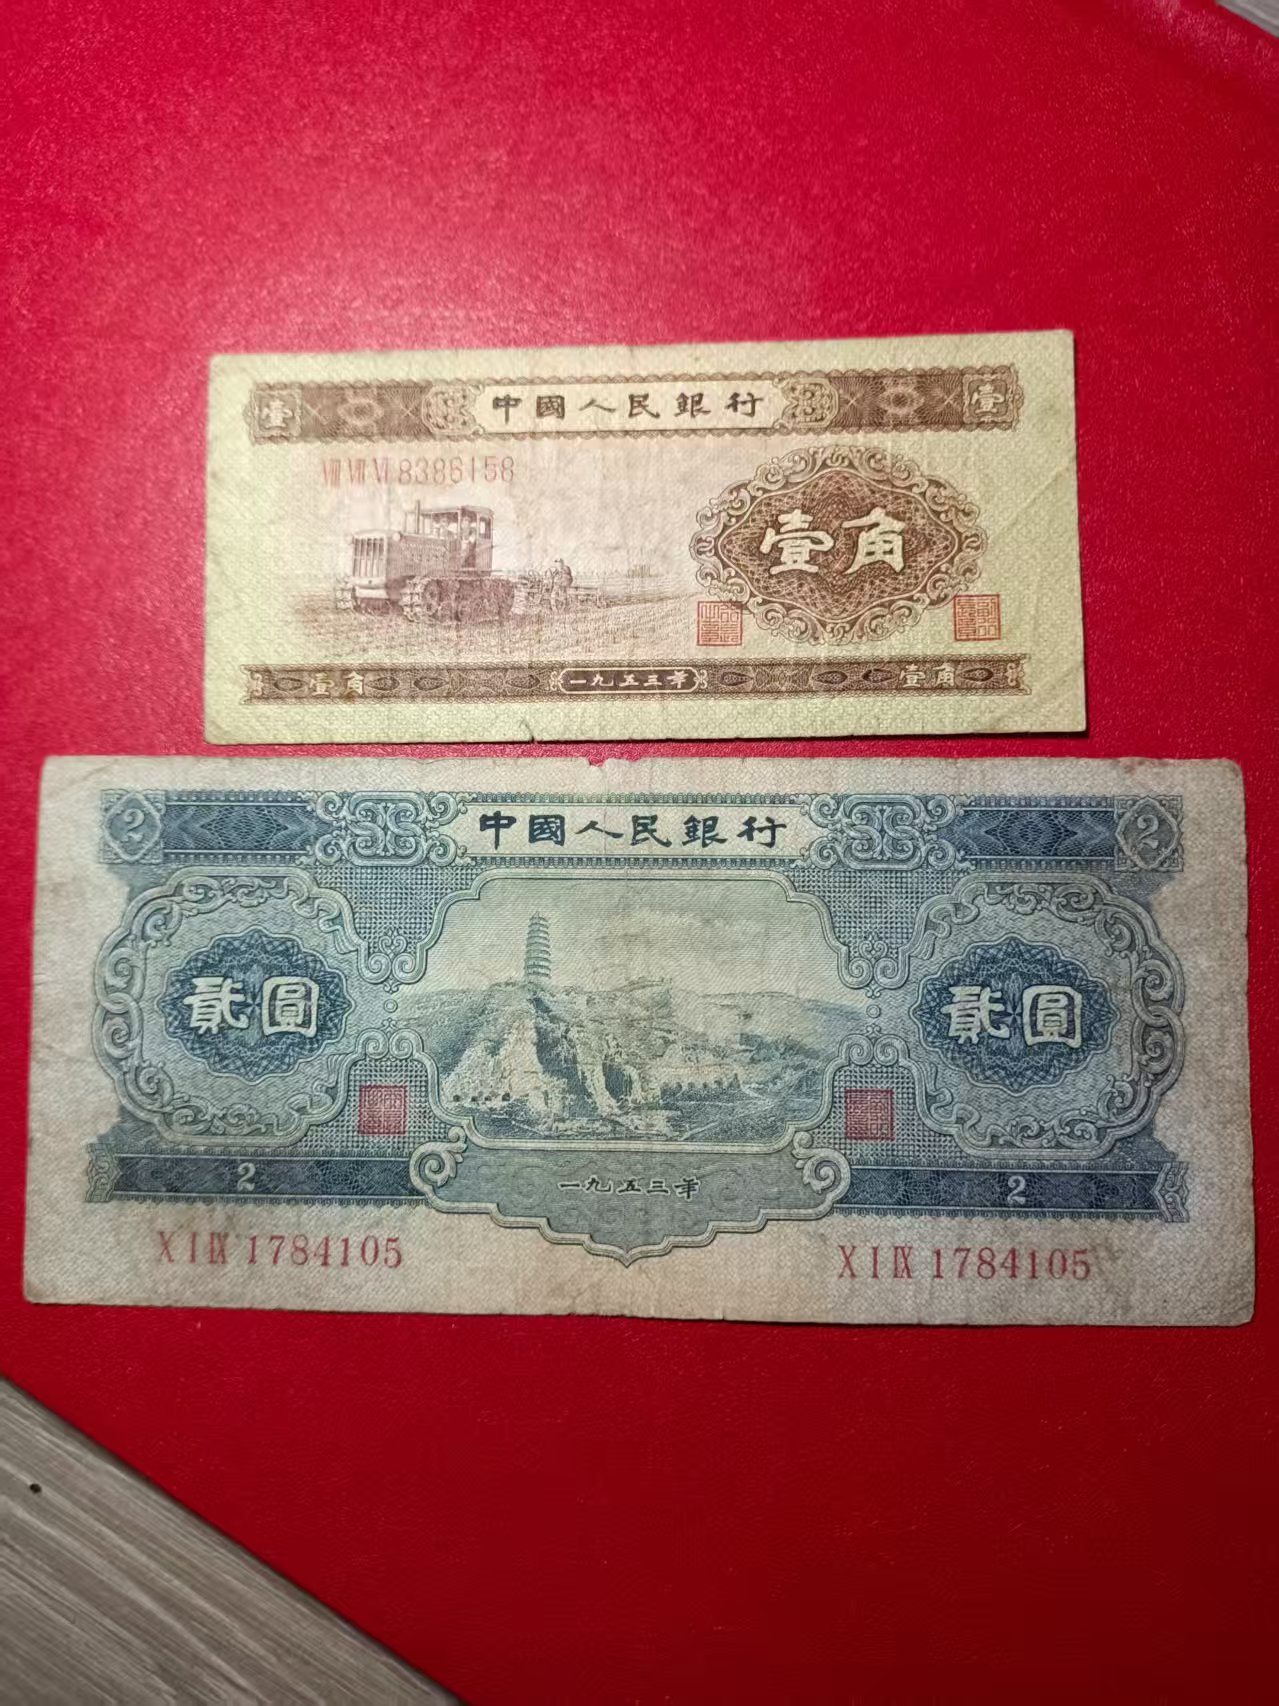 壹 中國人民銀行 壹
VIII VII VI 8386158
壹角
壹角 一九五三年 壹角
2 中國人民銀行 2
貳圓 貳圓
2 一九五三年 2
X I IX 1784105 X I IX 1784105